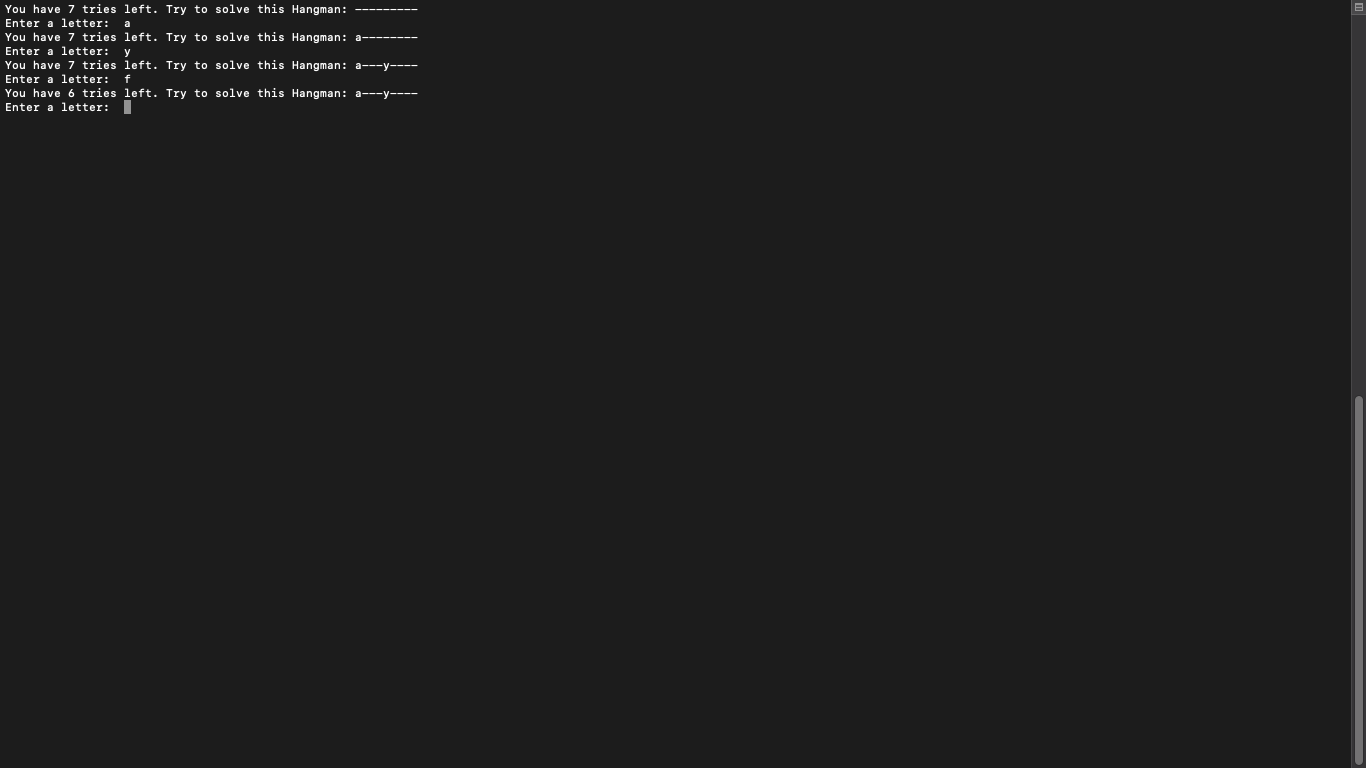 You have 7 tries left. Try to solve this Hangman: ---------
Enter a letter:  a
You have 7 tries left. Try to solve this Hangman: a--------
Enter a letter:  y
You have 7 tries left. Try to solve this Hangman: a---y----
Enter a letter:  f
You have 6 tries left. Try to solve this Hangman: a---y----
Enter a letter: